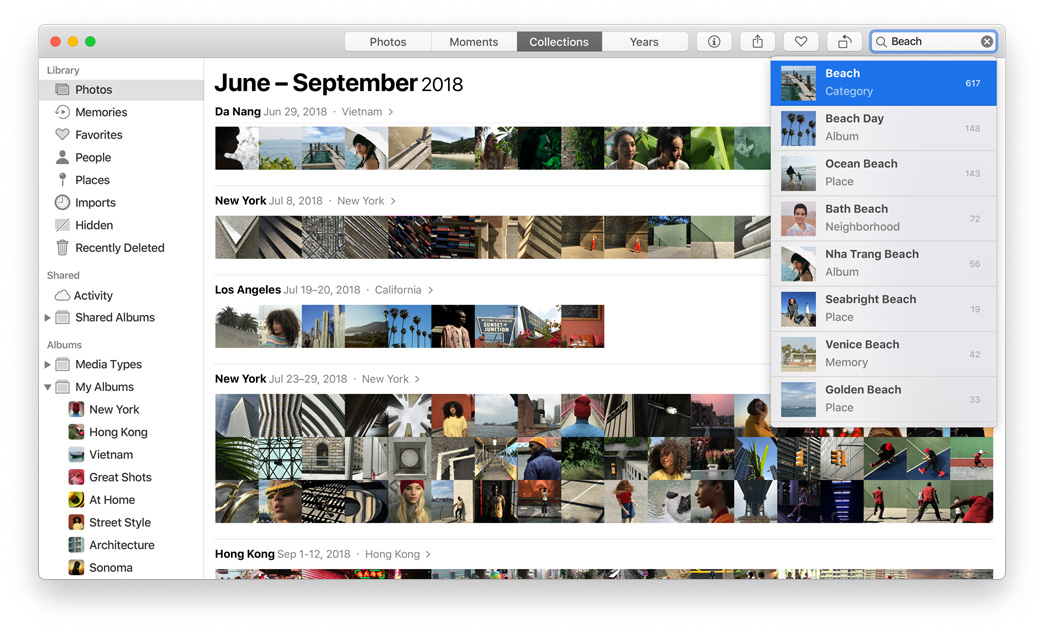 Photos
Moments
Collections
Years
Beach
Library
Photos
Memories
Favorites
People
Places
Imports
Hidden
Recently Deleted
Shared
Activity
Shared Albums
Albums
Media Types
My Albums
New York
Hong Kong
Vietnam
Great Shots
At Home
Street Style
Architecture
Sonoma
June – September 2018
Da Nang Jun 29, 2018 · Vietnam >
New York Jul 8, 2018 · New York >
Los Angeles Jul 19–20, 2018 · California >
SUNSET
JUNCTION
New York Jul 23–29, 2018 · New York >
Hong Kong Sep 1-12, 2018 · Hong Kong >
Beach
Category
617
Beach Day
Album
148
Ocean Beach
Place
143
Bath Beach
Neighborhood
72
Nha Trang Beach
Album
56
Seabright Beach
Place
19
Venice Beach
Memory
42
Golden Beach
Place
33